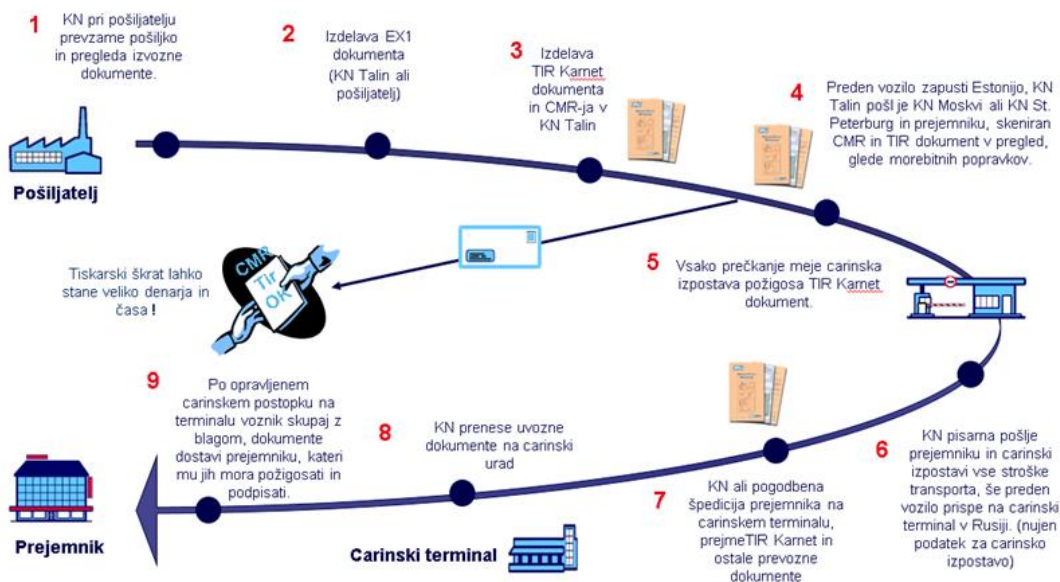 1
KN pri pošiljatelju
prevzame pošiljko
in pregleda izvozne
dokumente.
Pošiljatelj
2
Izdelava EX1
dokumenta
(KN Talin ali
pošiljatelj)
3
Izdelava
TIR Karnet
dokumenta
in CMR-ja v
KN Talin
4
Preden vozilo zapusti Estonijo, KN
Talin pošl je KN Moskvi ali KN St.
Peterburg in prejemniku, skeniran
CMR in TIR dokument v pregled,
glede morebitnih popravkov.
Tiskarski škrat lahko
stane veliko denarja in
časa !
CMR
Tir
OK
5
Vsako prečkanje meje carinska
izpostava požigosa TIR Karnet
dokument.
6
KN pisarna pošlje
prejemniku in carinski
izpostavi vse stroške
transporta, še preden
vozilo prispe na carinski
terminal v Rusiji. (nujen
podatek za carinsko
izpostavo)
7
KN ali pogodbena
špedicija prejemnika na
carinskem terminalu,
prejmeTIR Karnet in
ostale prevozne
dokumente
8
KN prenese uvozne
dokumente na carinski
urad
Carinski terminal
9
Po opravljenem
carinskem postopku na
terminalu voznik skupaj z
blagom, dokumente
dostavi prejemniku, kateri
mu jih mora požigosati in
podpisati.
Prejemnik